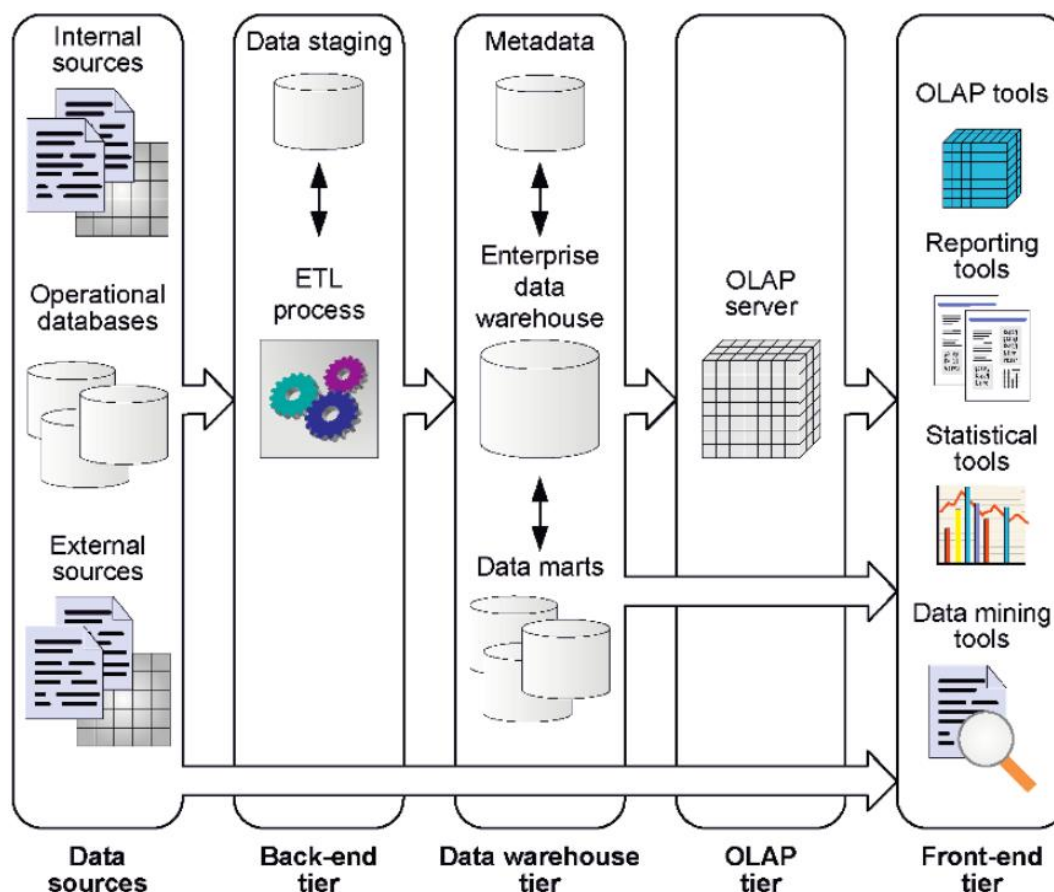 Internal
sources
Operational
databases
External
sources
Data
sources
Data staging
ETL
process
Back-end
tier
Metadata
Enterprise
data
warehouse
Data marts
Data warehouse
tier
OLAP
server
OLAP
tier
OLAP tools
Reporting
tools
Statistical
tools
Data mining
tools
Front-end
tier